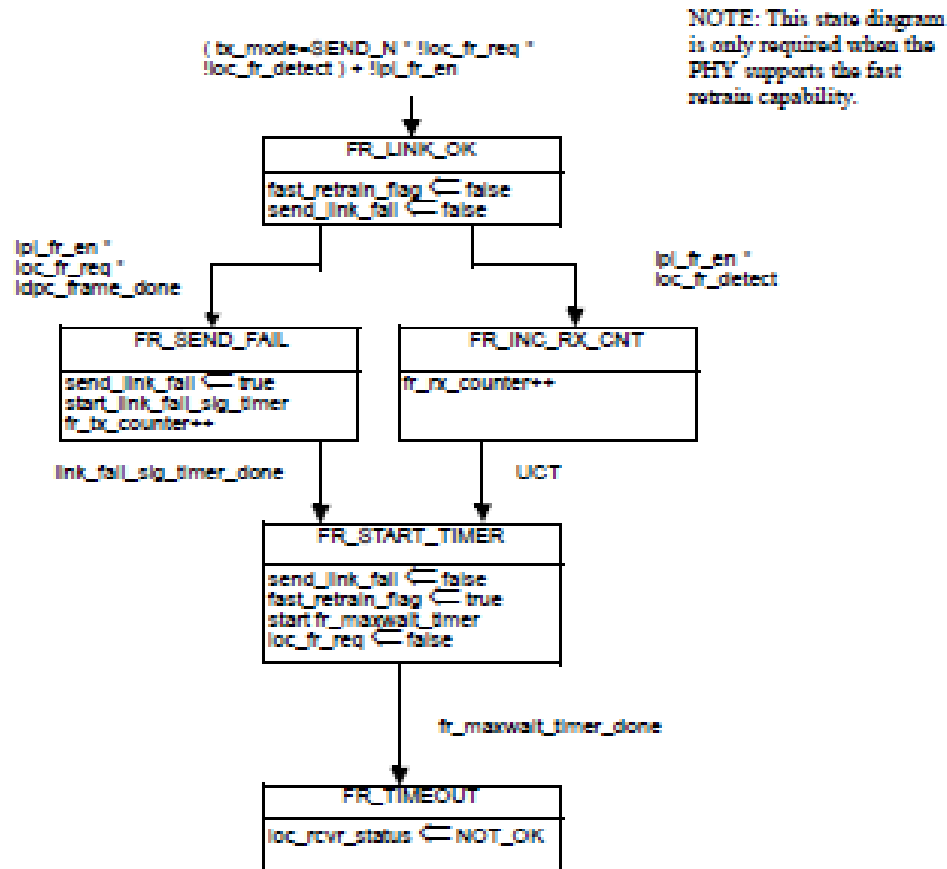 ( tx_mode=SEND_N * !loc_fr_req *
!loc_fr_detect ) + !lpi_fr_en
NOTE: This state diagram
is only required when the
PHY supports the fast
retrain capability.
FR_LINK_OK
fast_retrain_flag ⇐ false
send_link_fail ⇐ false
lpi_fr_en *
loc_fr_req *
ldpc_frame_done
lpi_fr_en *
loc_fr_detect
FR_SEND_FAIL
send_link_fail ⇐ true
start_link_fail_sig_timer
fr_tx_counter++
FR_INC_RX_CNT
fr_rx_counter++
link_fail_sig_timer_done
UCT
FR_START_TIMER
send_link_fail ⇐ false
fast_retrain_flag ⇐ true
start fr_maxwait_timer
loc_fr_req ⇐ false
fr_maxwait_timer_done
FR_TIMEOUT
loc_rcvr_status ⇐ NOT_OK